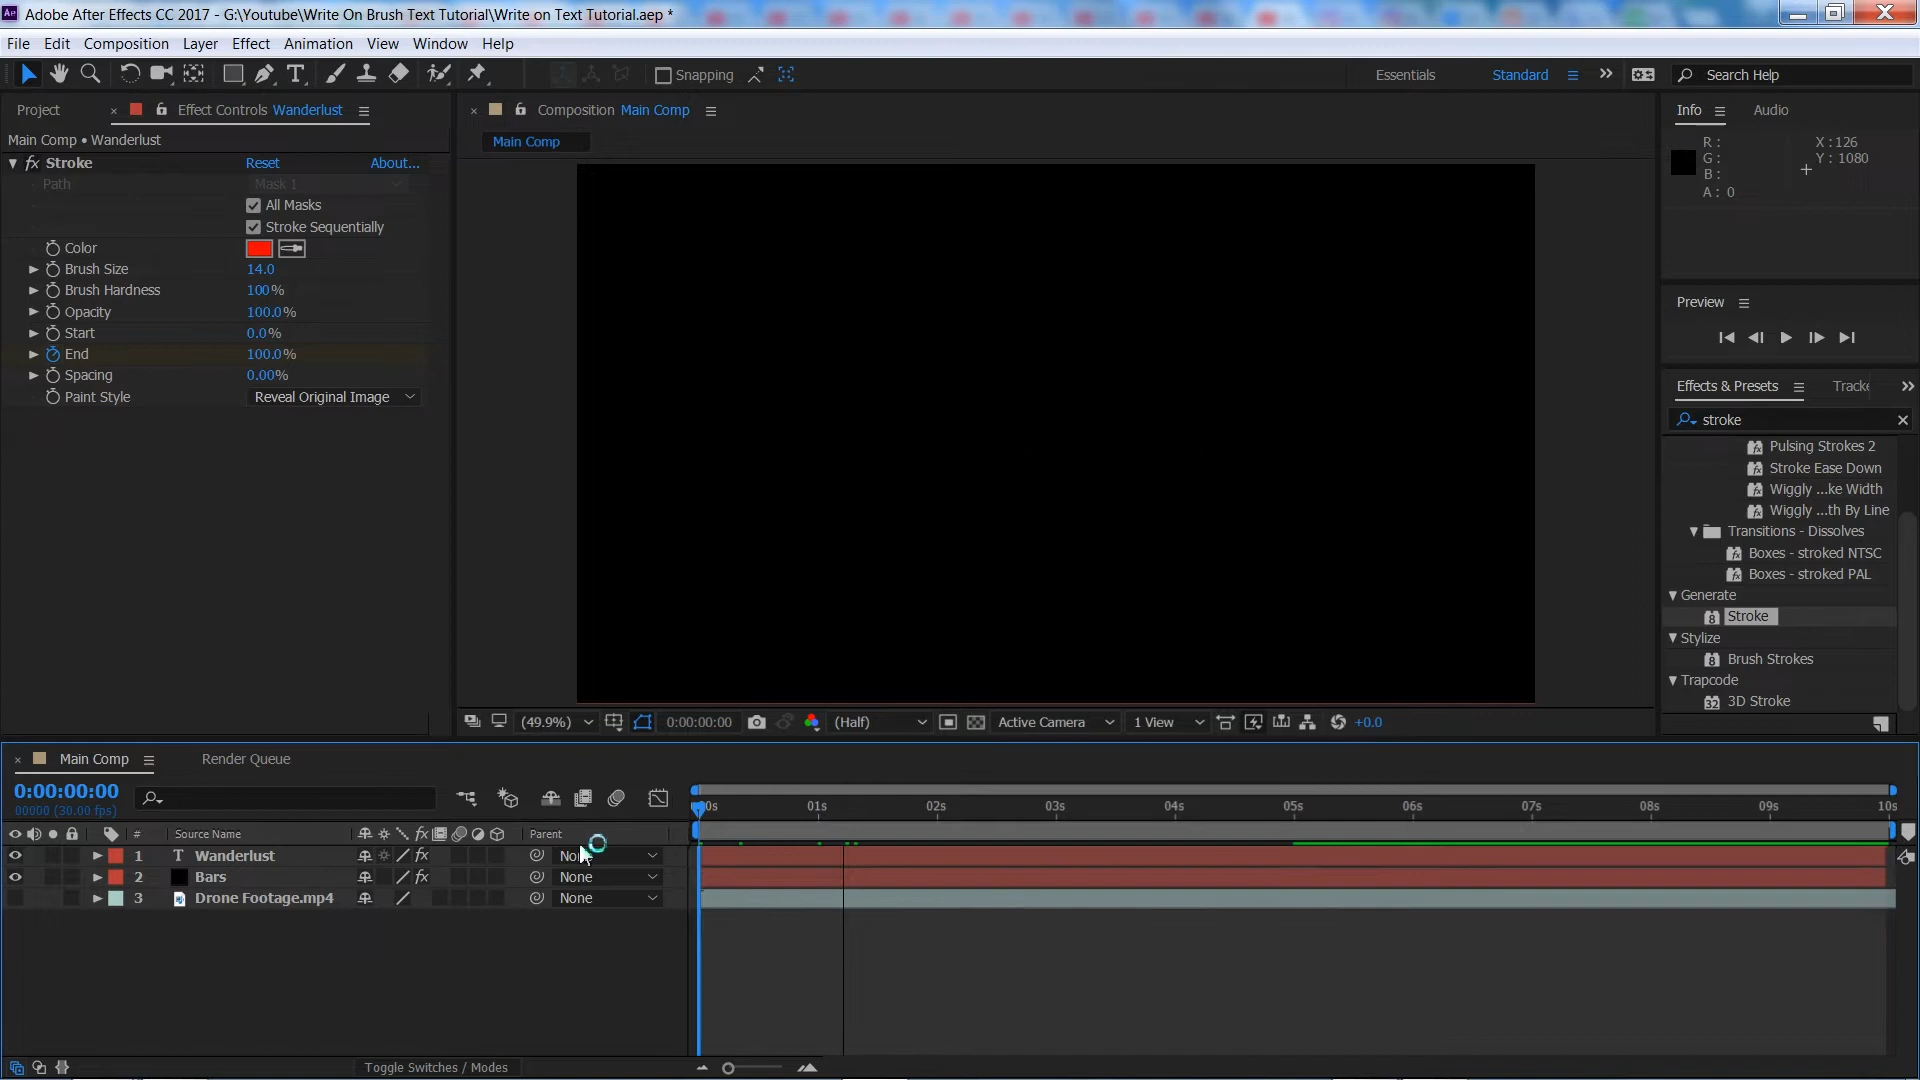 Adobe After Effects CC 2017 - G:\Youtube\Write On Brush Text Tutorial\Write on Text Tutorial.aep *
File Edit Composition Layer Effect Animation View Window Help
Snapping
Essentials Standard Search Help
Project Effect Controls Wanderlust
Composition Main Comp
Info Audio
Main Comp • Wanderlust
Main Comp
Stroke Reset About...
Path Mask 1
All Masks
Stroke Sequentially
Color
Brush Size 14.0
Brush Hardness 100%
Opacity 100.0%
Start 0.0%
End 100.0%
Spacing 0.00%
Paint Style Reveal Original Image
R :
G :
B :
A : 0
X : 126
Y : 1080
Preview
Effects & Presets Tracke
stroke
Pulsing Strokes 2
Stroke Ease Down
Wiggly ...ke Width
Wiggly ...th By Line
Transitions - Dissolves
Boxes - stroked NTSC
Boxes - stroked PAL
Generate
Stroke
Stylize
Brush Strokes
Trapcode
3D Stroke
(49.9%) 0:00:00:00 (Half) Active Camera 1 View +0.0
Main Comp Render Queue
0:00:00:00
00000 (30.00 fps)
00s 01s 02s 03s 04s 05s 06s 07s 08s 09s 10s
# Source Name fx Parent
1 T Wanderlust fx
2 Bars fx None
3 Drone Footage.mp4 None
Toggle Switches / Modes